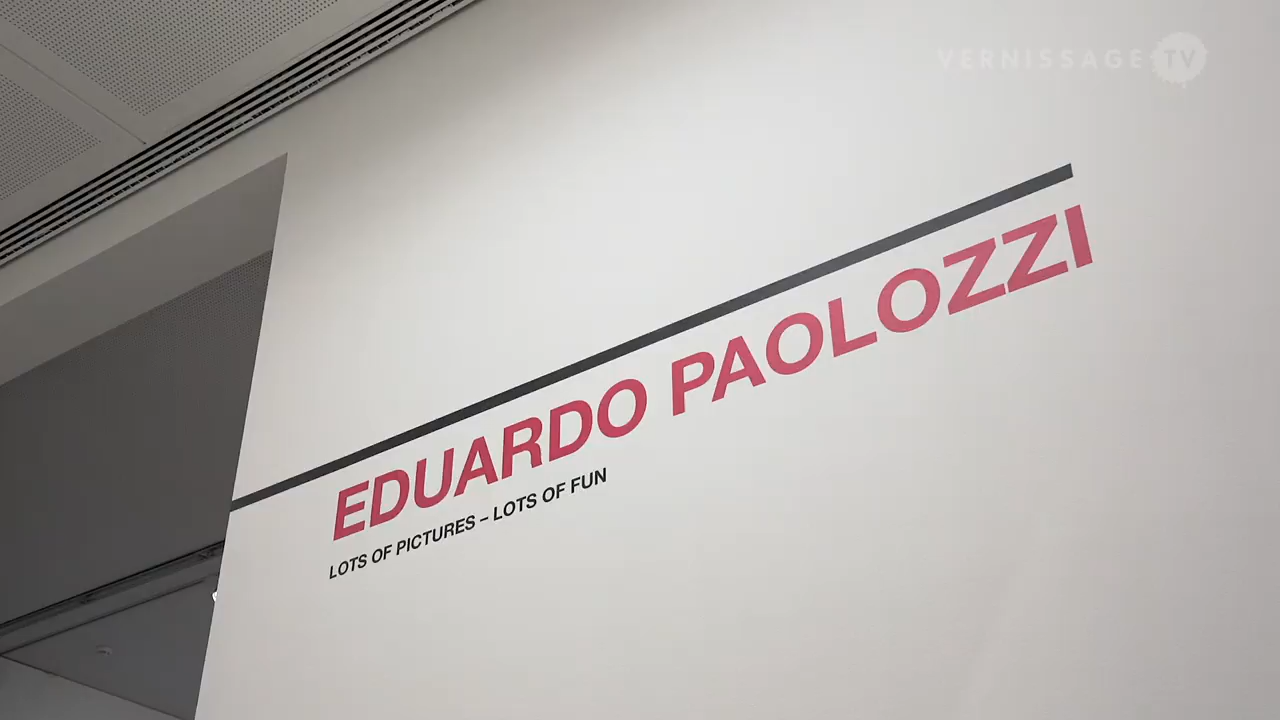 VERNISSAGE TV
EDUARDO PAOLOZZI
LOTS OF PICTURES – LOTS OF FUN